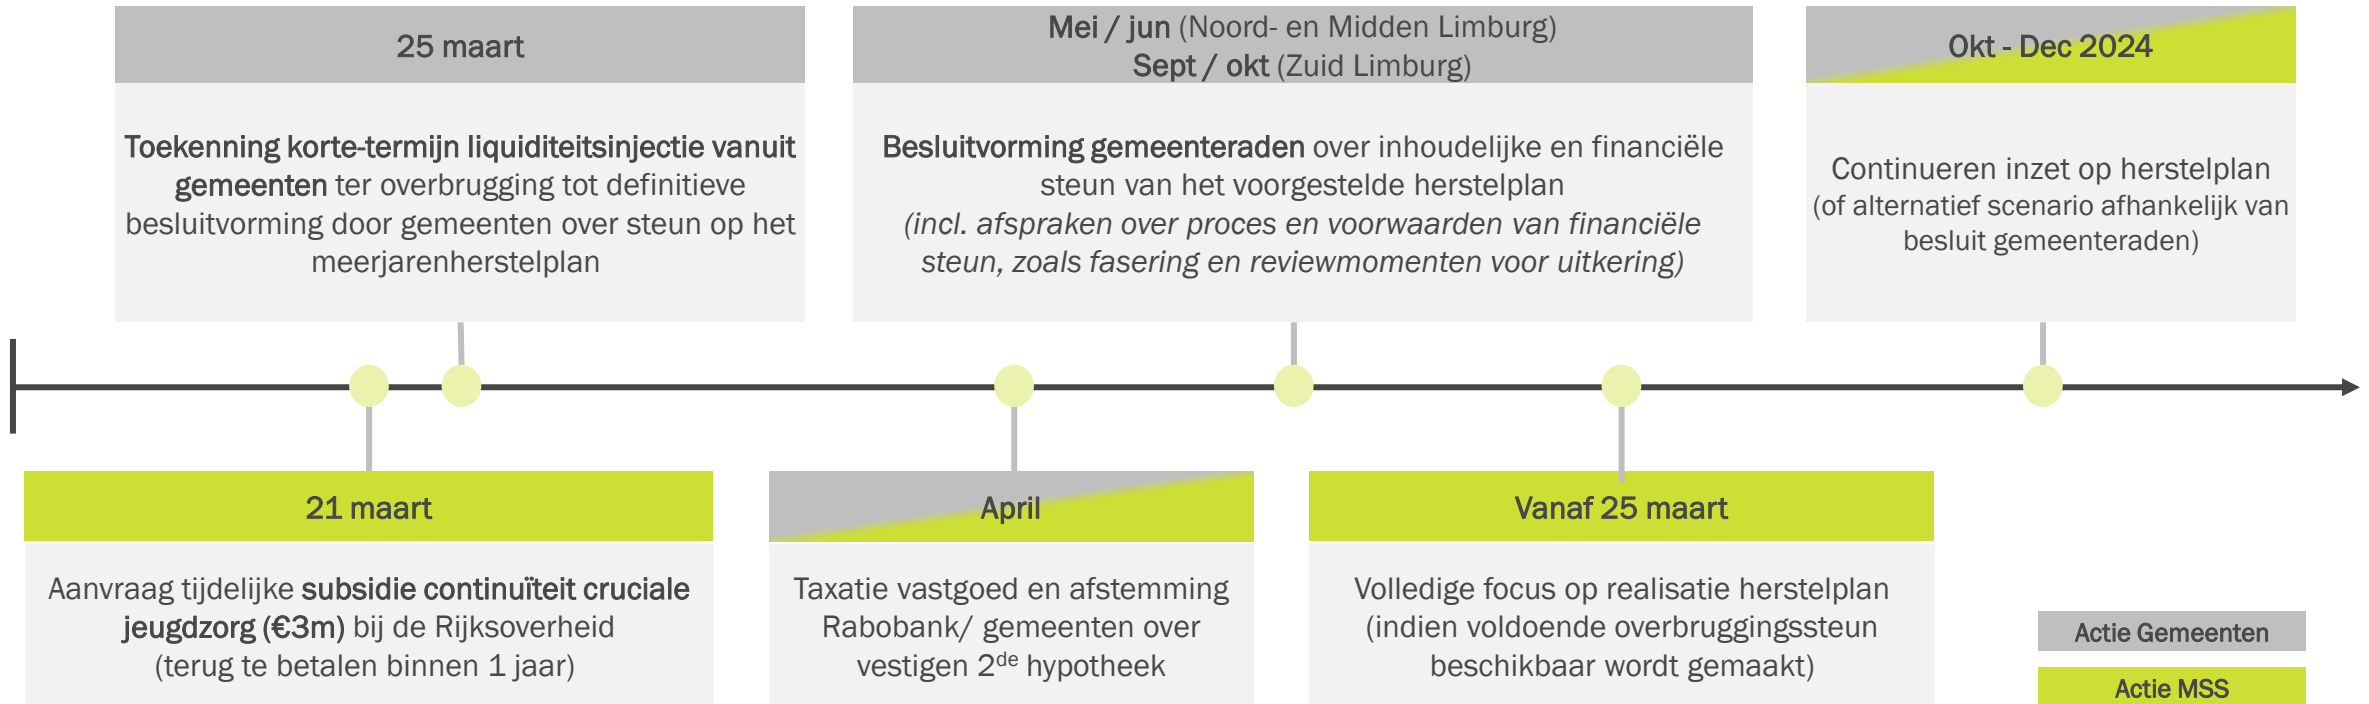 25 maart
Toekenning korte-termijn liquiditeitsinjectie vanuit
gemeenten ter overbrugging tot definitieve
besluitvorming door gemeenten over steun op het
meerjarenherstelplan
Mei / jun (Noord- en Midden Limburg)
Sept / okt (Zuid Limburg)
Besluitvorming gemeenteraden over inhoudelijke en financiële
steun van het voorgestelde herstelplan
(incl. afspraken over proces en voorwaarden van financiële
steun, zoals fasering en reviewmomenten voor uitkering)
Okt - Dec 2024
Continueren inzet op herstelplan
(of alternatief scenario afhankelijk van
besluit gemeenteraden)
21 maart
Aanvraag tijdelijke subsidie continuïteit cruciale
jeugdzorg (€3m) bij de Rijksoverheid
(terug te betalen binnen 1 jaar)
April
Taxatie vastgoed en afstemming
Rabobank/ gemeenten over
vestigen 2de hypotheek
Vanaf 25 maart
Volledige focus op realisatie herstelplan
(indien voldoende overbruggingssteun
beschikbaar wordt gemaakt)
Actie Gemeenten
Actie MSS